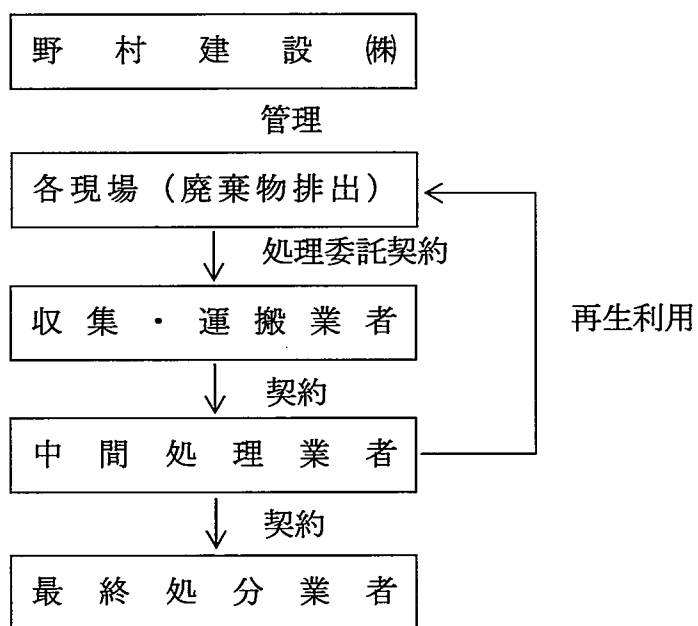 野村建設㈱
管理
各現場（廃棄物排出）
処理委託契約
収集・運搬業者
再生利用
契約
中間処理業者
契約
最終処分業者